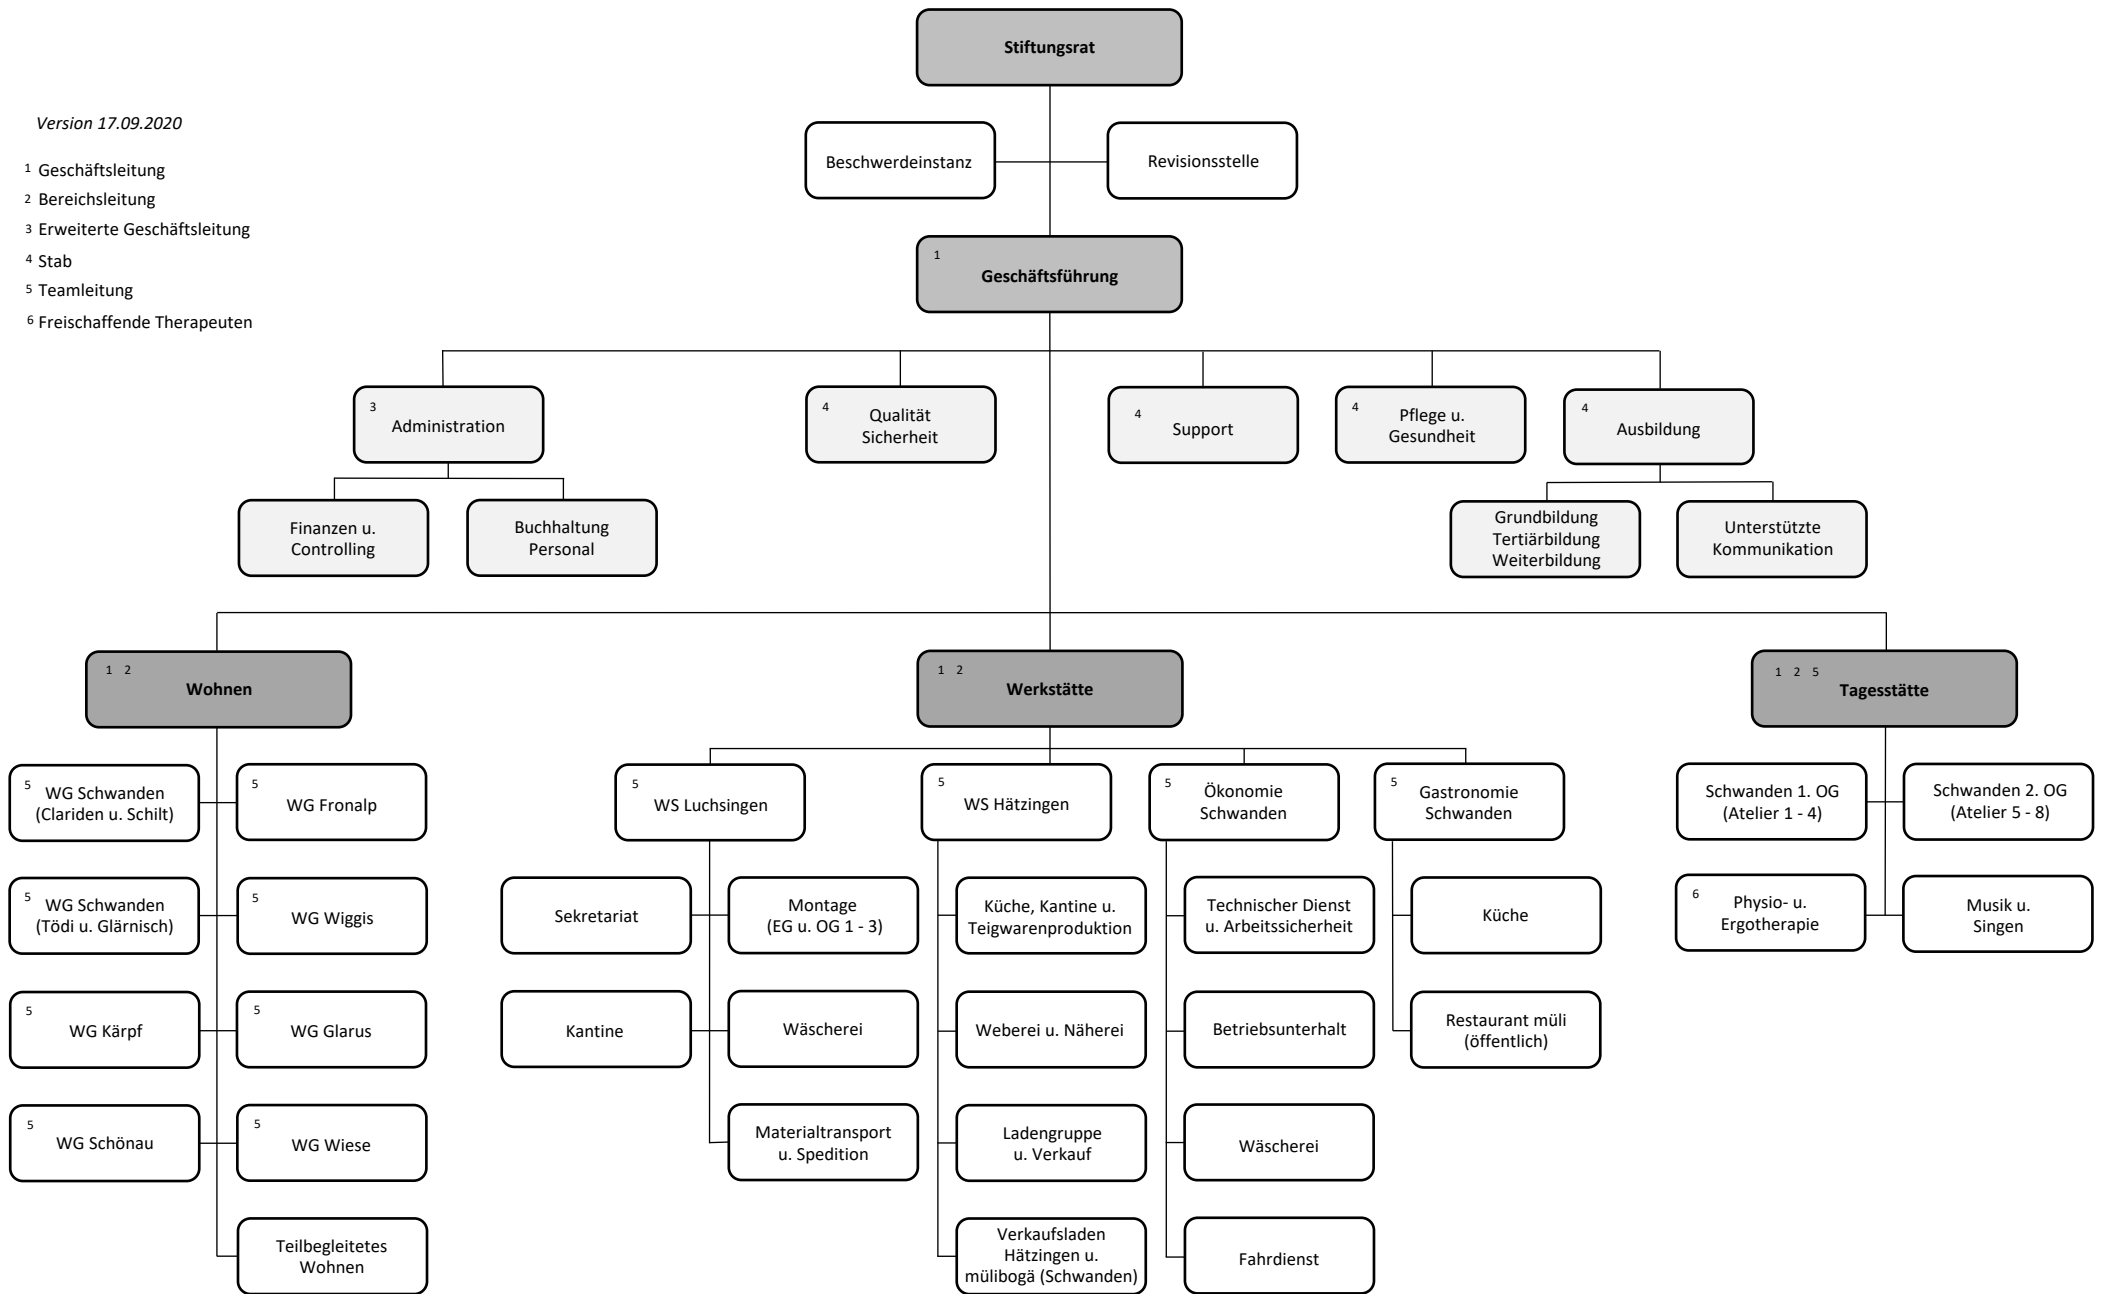 Stiftungsrat
Version 17.09.2020
Beschwerdeinstanz
Revisionsstelle
1 Geschäftsleitung
2 Bereichsleitung
3 Erweiterte Geschäftsleitung
4 Stab
5 Teamleitung
6 Freischaffende Therapeuten
1
Geschäftsführung
3
Administration
4
Qualität
Sicherheit
4
Support
4
Pflege u.
Gesundheit
4
Ausbildung
Finanzen u.
Controlling
Buchhaltung
Personal
Grundbildung
Tertiärbildung
Weiterbildung
Unterstützte
Kommunikation
1 2
Wohnen
1 2
Werkstätte
1 2 5
Tagesstätte
5
WG Schwanden
(Clariden u. Schilt)
5
WG Fronalp
5
WS Luchsingen
5
WS Hätzingen
5
Ökonomie
Schwanden
5
Gastronomie
Schwanden
Schwanden 1. OG
(Atelier 1 - 4)
Schwanden 2. OG
(Atelier 5 - 8)
5
WG Schwanden
(Tödi u. Glärnisch)
5
WG Wiggis
Sekretariat
Montage
(EG u. OG 1 - 3)
Küche, Kantine u.
Teigwarenproduktion
Technischer Dienst
u. Arbeitssicherheit
Küche
6
Physio- u.
Ergotherapie
Musik u.
Singen
5
WG Kärpf
5
WG Glarus
Kantine
Wäscherei
Weberei u. Näherei
Betriebsunterhalt
Restaurant müli
(öffentlich)
5
WG Schönau
5
WG Wiese
Materialtransport
u. Spedition
Ladengruppe
u. Verkauf
Wäscherei
Teilbegleitetes
Wohnen
Verkaufsladen
Hätzingen u.
mülibogä (Schwanden)
Fahrdienst